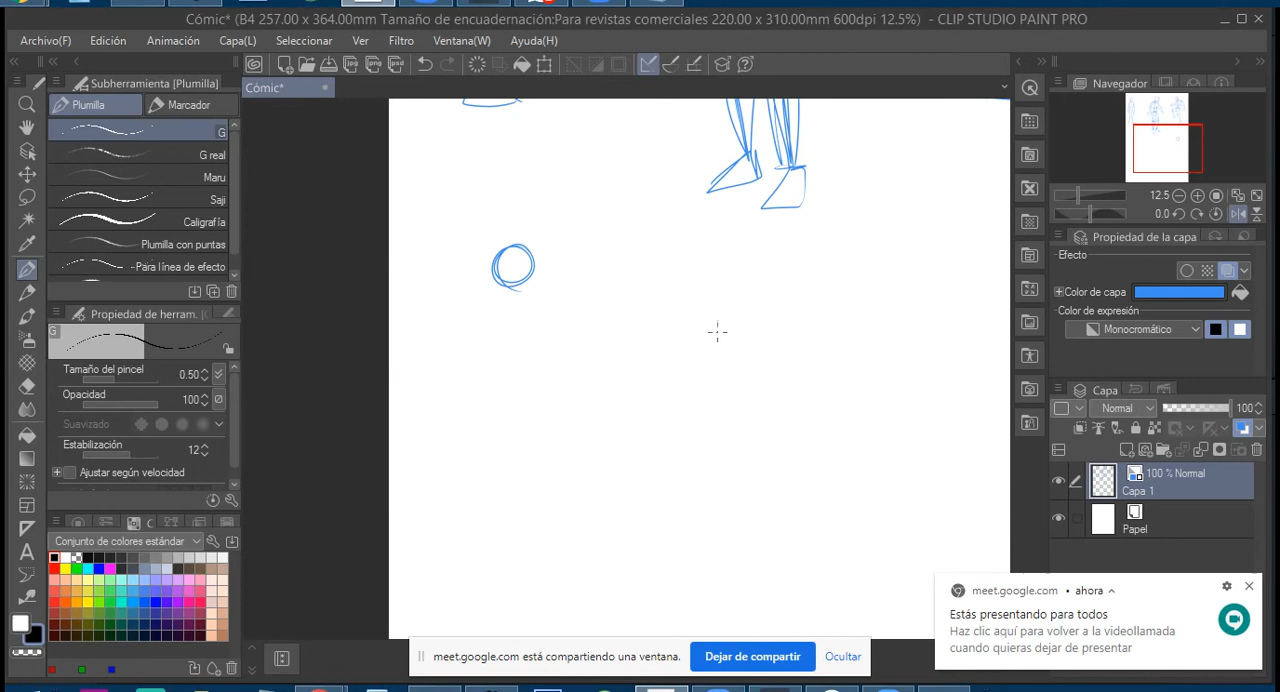 Cómic* (B4 257.00 x 364.00mm Tamaño de encuadernación:Para revistas comerciales 220.00 x 310.00mm 600dpi 12.5%) - CLIP STUDIO PAINT PRO
Archivo(F) Edición Animación Capa(L) Seleccionar Ver Filtro Ventana(W) Ayuda(H)
Subherramienta [Plumilla]
Cómic*
Navegador
Plumilla Marcador
G
G real
Maru
Saji
Caligrafía
Plumilla con puntas
Para línea de efecto
12.5
0.0
Propiedad de la capa
Efecto
Color de capa
Color de expresión
Monocromático
Propiedad de herram.
G
Tamaño del pincel 0.50
Opacidad 100
Suavizado
Estabilización 12
Ajustar según velocidad
Capa
Normal 100
100 % Normal
Capa 1
Papel
Conjunto de colores estándar
A
meet.google.com • ahora
Estás presentando para todos
Haz clic aquí para volver a la videollamada
cuando quieras dejar de presentar
meet.google.com está compartiendo una ventana. Dejar de compartir Ocultar